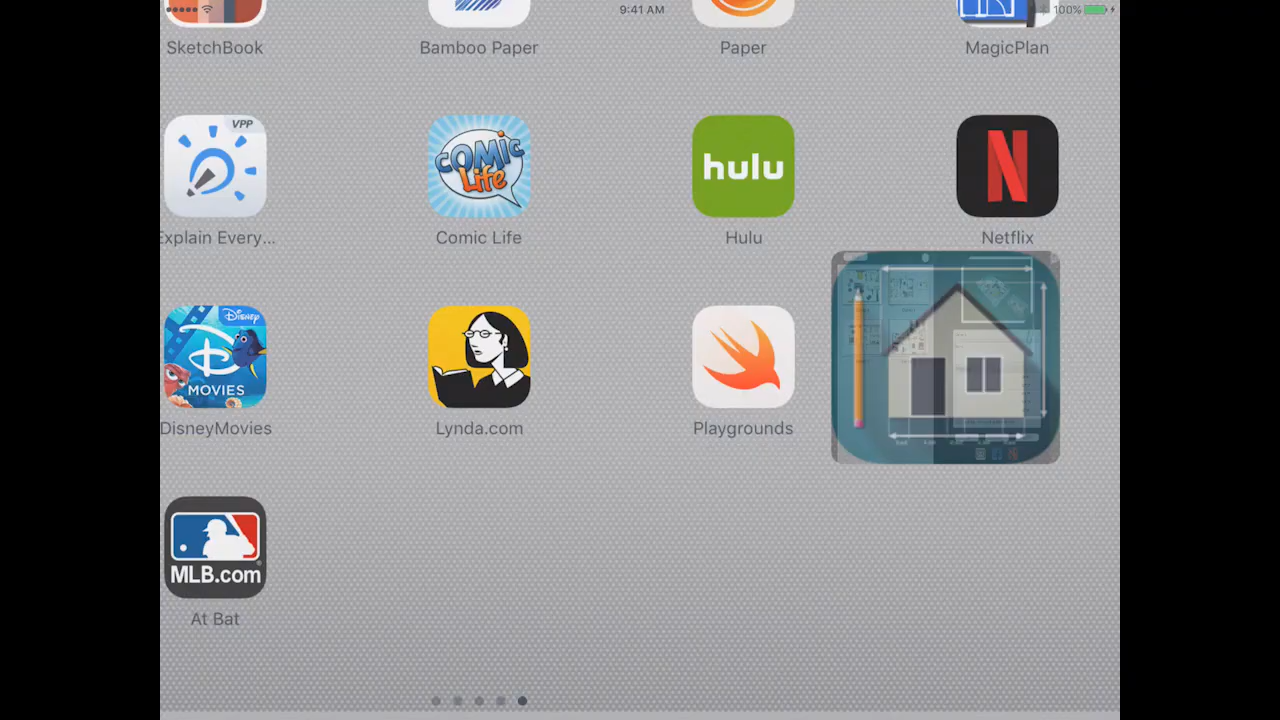 9:41 AM
100%
SketchBook
Bamboo Paper
Paper
MagicPlan
VPP
COMIC Life
hulu
N
Explain Every...
Comic Life
Hulu
Netflix
DISNEY
D
MOVIES
DisneyMovies
Lynda.com
Playgrounds
MLB.com
At Bat